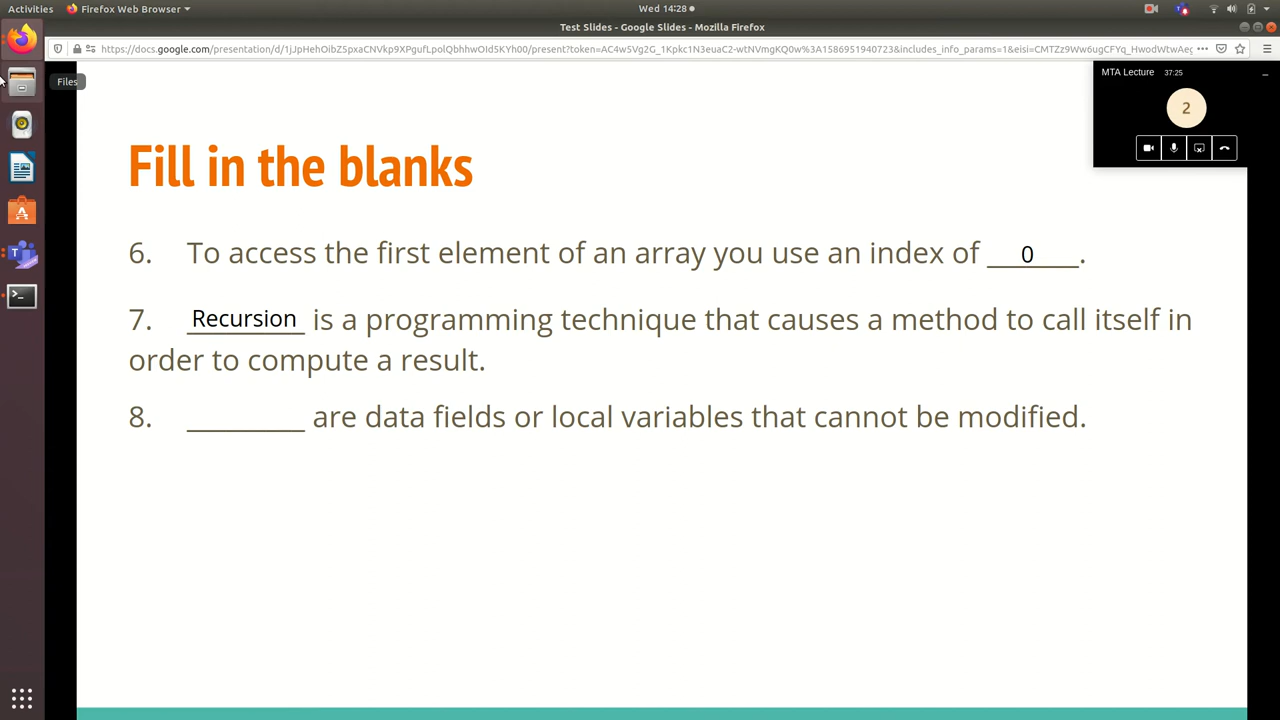 Activities
Firefox Web Browser
Wed 14:28
Test Slides - Google Slides - Mozilla Firefox
Files
MTA Lecture 37:25
2
Fill in the blanks
6. To access the first element of an array you use an index of ___0___.
7. Recursion is a programming technique that causes a method to call itself in
order to compute a result.
8. ________ are data fields or local variables that cannot be modified.